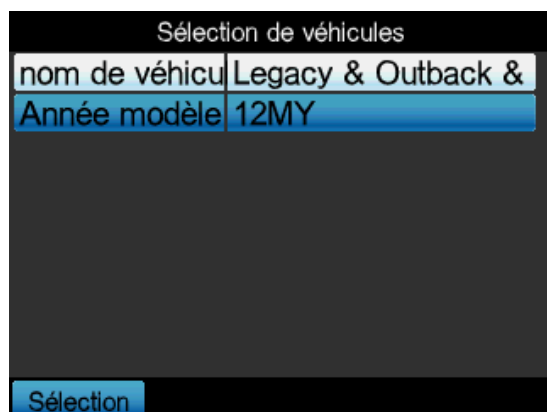 Sélection de véhicules
nom de véhicu Legacy & Outback &
Année modèle 12MY
Sélection